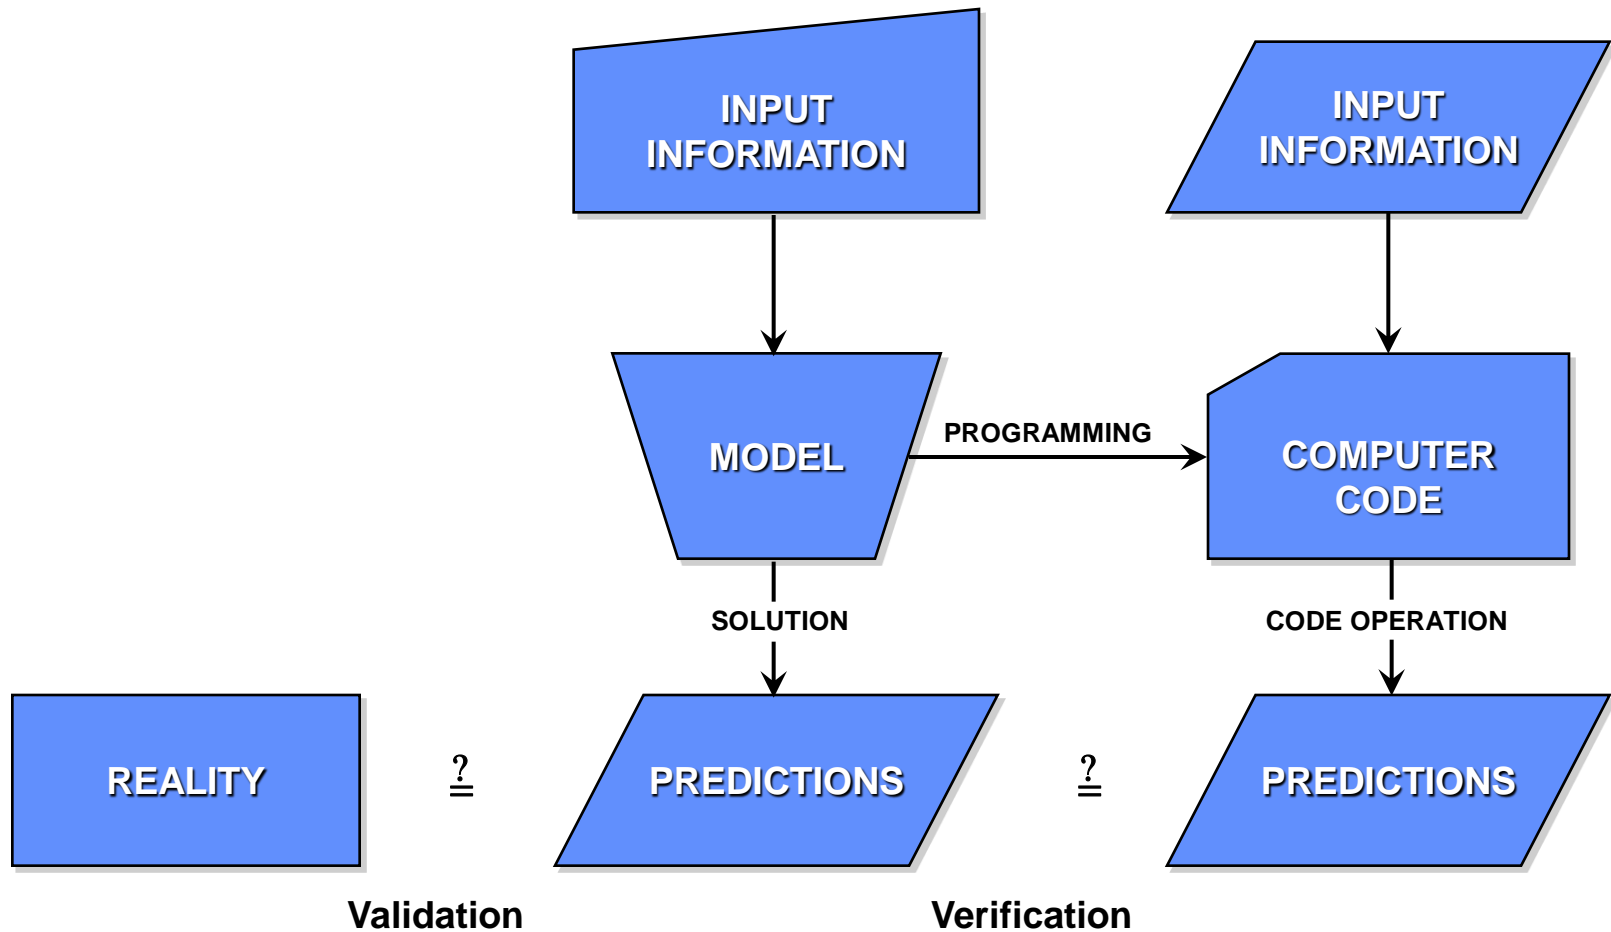 INPUT
INFORMATION
INPUT
INFORMATION
MODEL
PROGRAMMING
COMPUTER
CODE
SOLUTION
CODE OPERATION
REALITY
≟
PREDICTIONS
≟
PREDICTIONS
Validation
Verification